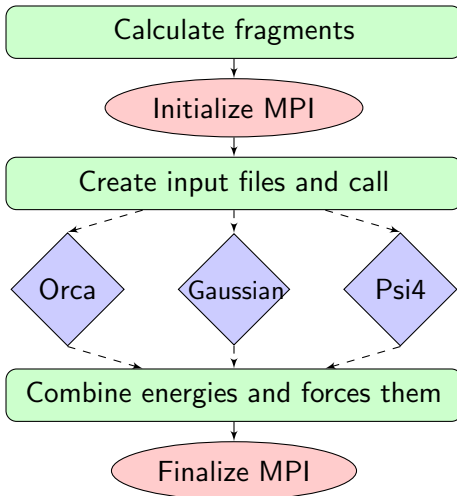 Calculate fragments
Initialize MPI
Create input files and call
Orca
Gaussian
Psi4
Combine energies and forces them
Finalize MPI